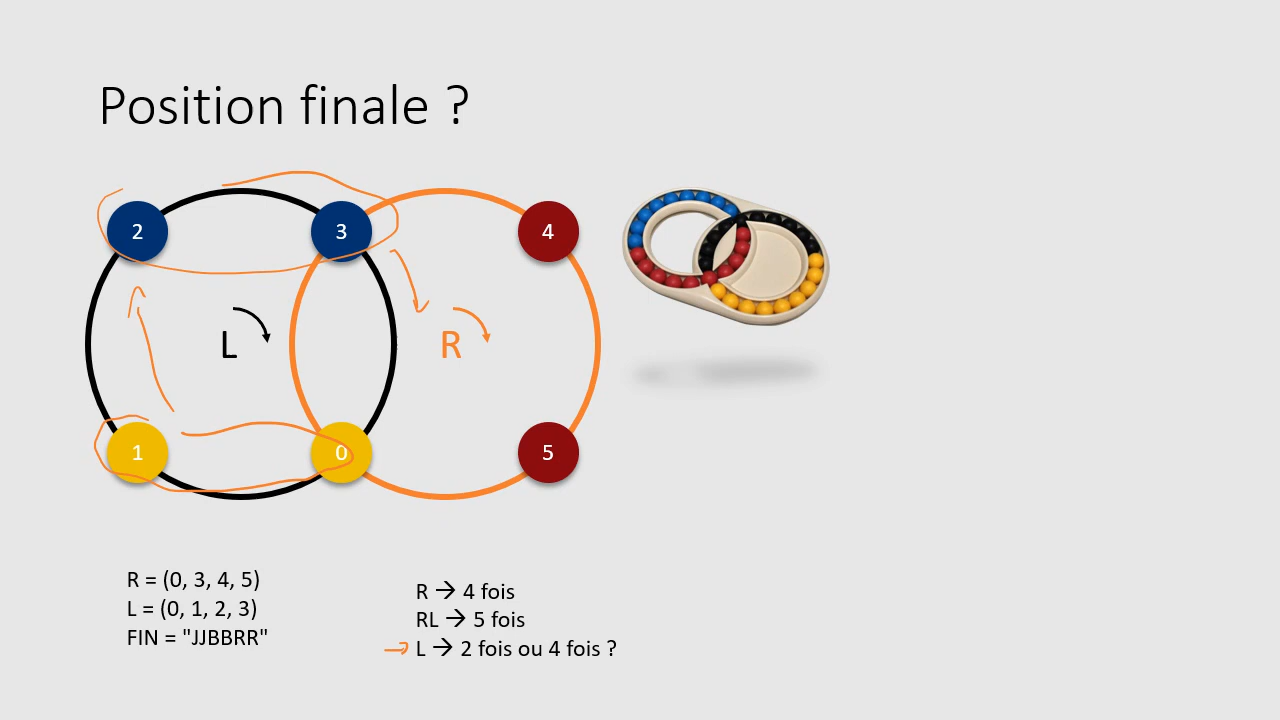 Position finale ?
2
3
4
L
R
1
0
5
R = (0, 3, 4, 5)
L = (0, 1, 2, 3)
FIN = "JJBBRR"
R → 4 fois
RL → 5 fois
L → 2 fois ou 4 fois ?